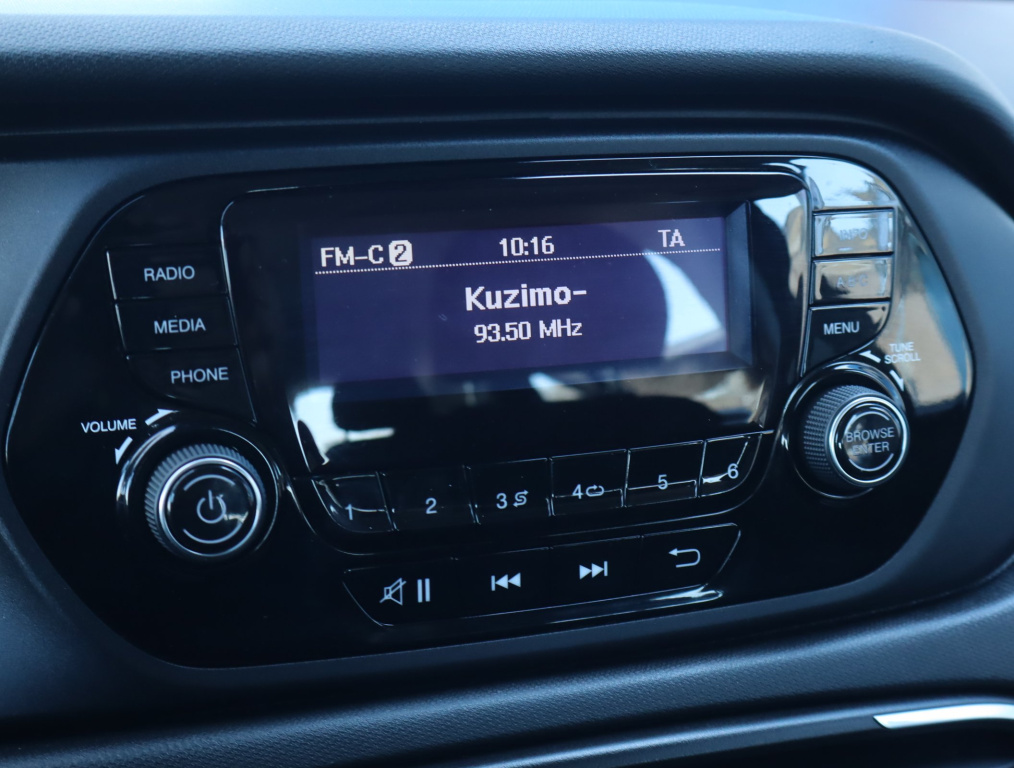 FM-C 2 10:16 TA
Kuzimo-
93.50 MHz
RADIO
MEDIA
PHONE
VOLUME
INFO
MENU
TUNE
SCROLL
BROWSE
ENTER
1 2 3 4 5 6